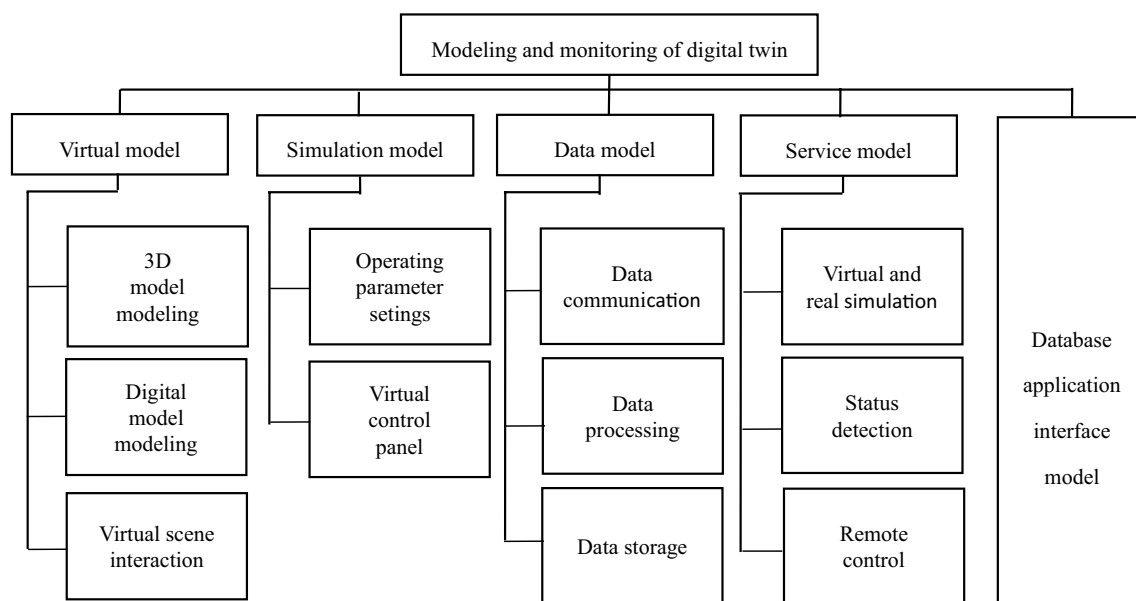 Modeling and monitoring of digital twin
Virtual model
Simulation model
Data model
Service model
3D
model
modeling
Digital
model
modeling
Virtual scene
interaction
Operating
parameter
setings
Virtual
control
panel
Data
communication
Data
processing
Data storage
Virtual and
real simulation
Status
detection
Remote
control
Database
application
interface
model